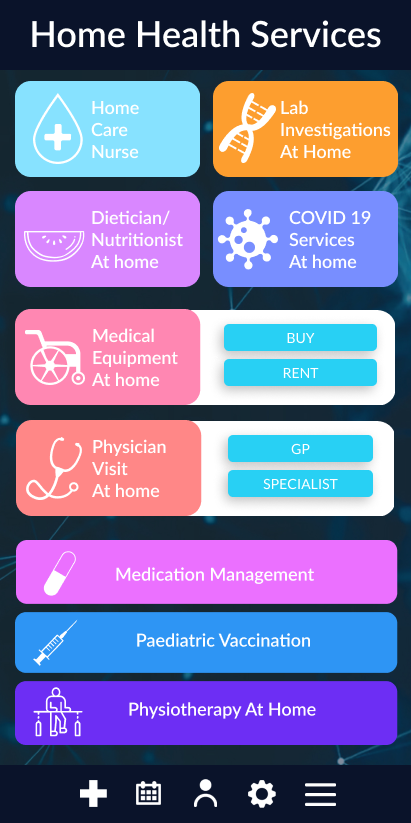 Home Health Services
Home
Care
Nurse
Lab
Investigations
At Home
Dietician/
Nutritionist
At home
COVID 19
Services
At home
Medical
Equipment
At home
BUY
RENT
Physician
Visit
At home
GP
SPECIALIST
Medication Management
Paediatric Vaccination
Physiotherapy At Home